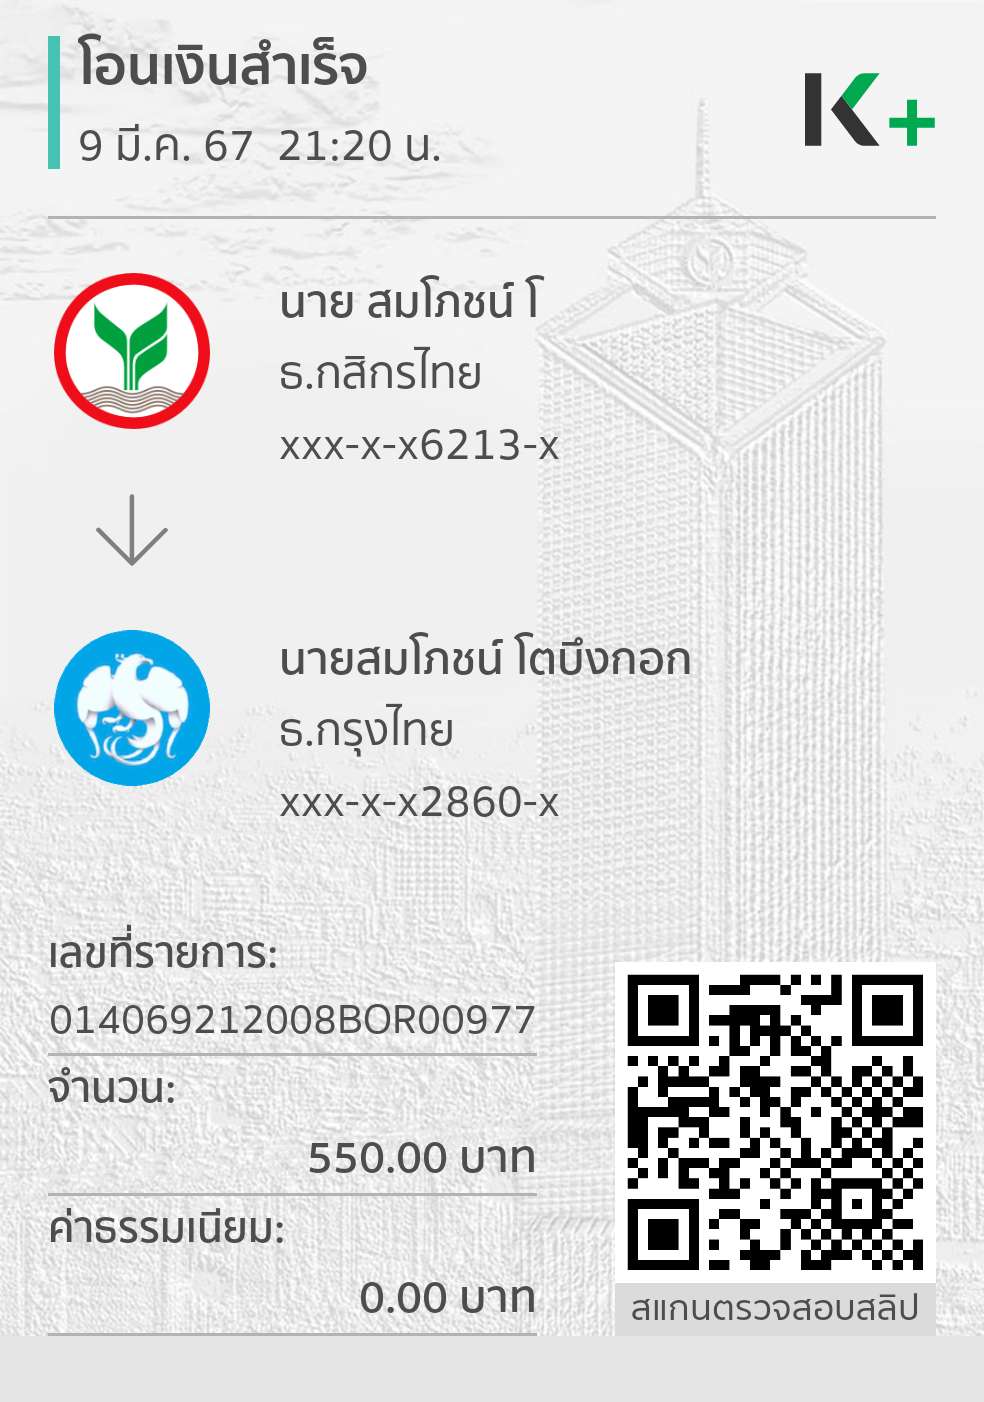 โอนเงินสำเร็จ
9 มี.ค. 67 21:20 น.
K+
นาย สมโภชน์ โ
ธ.กสิกรไทย
xxx-x-x6213-x
นายสมโภชน์ โตบึงกอก
ธ.กรุงไทย
xxx-x-x2860-x
เลขที่รายการ:
014069212008BOR00977
จำนวน:
550.00 บาท
ค่าธรรมเนียม:
0.00 บาท
สแกนตรวจสอบสลิป